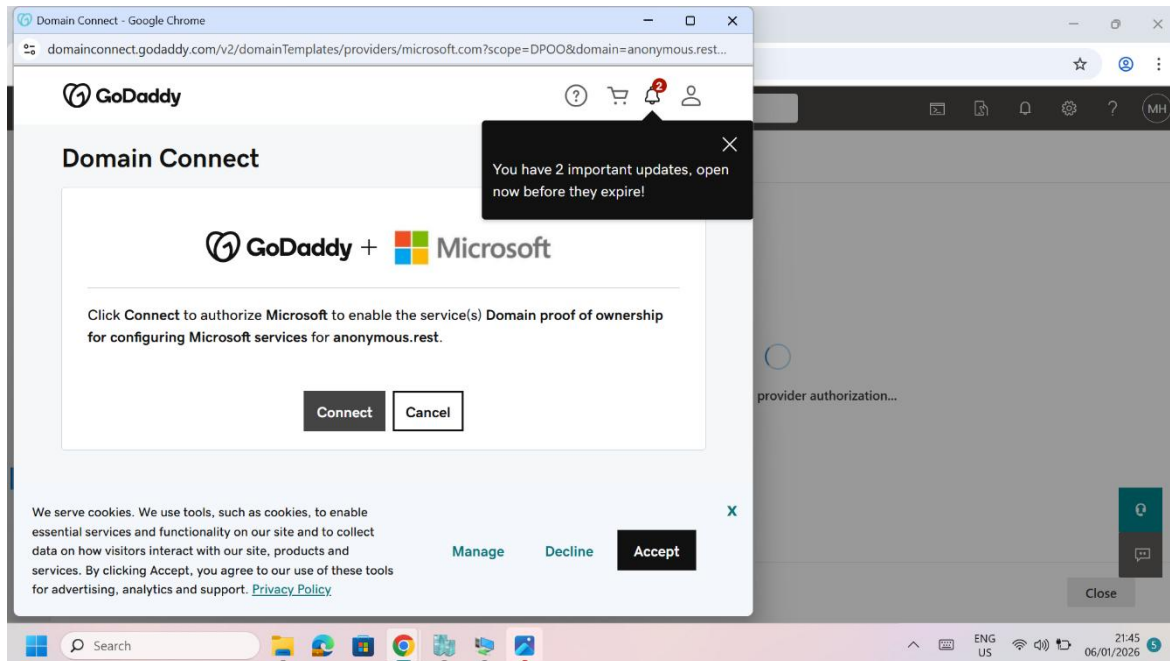 Domain Connect - Google Chrome
domainconnect.godaddy.com/v2/domainTemplates/providers/microsoft.com?scope=DPOO&domain=anonymous.rest...
GoDaddy
2
MH
Domain Connect
You have 2 important updates, open
now before they expire!
GoDaddy + Microsoft
Click Connect to authorize Microsoft to enable the service(s) Domain proof of ownership
for configuring Microsoft services for anonymous.rest.
provider authorization...
Connect
Cancel
We serve cookies. We use tools, such as cookies, to enable
essential services and functionality on our site and to collect
data on how visitors interact with our site, products and
services. By clicking Accept, you agree to our use of these tools
for advertising, analytics and support. Privacy Policy
Manage
Decline
Accept
X
Close
Search
ENG
US
21:45
06/01/2026
5